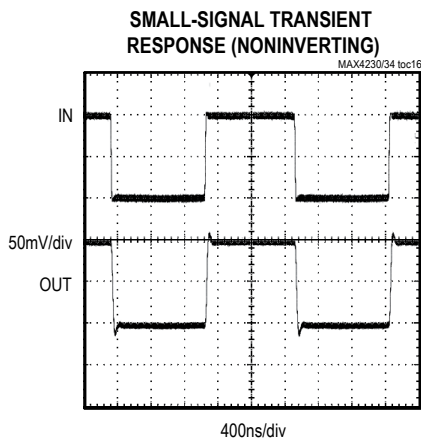 SMALL-SIGNAL TRANSIENT
RESPONSE (NONINVERTING)
MAX4230/34 toc16
IN
50mV/div
OUT
400ns/div